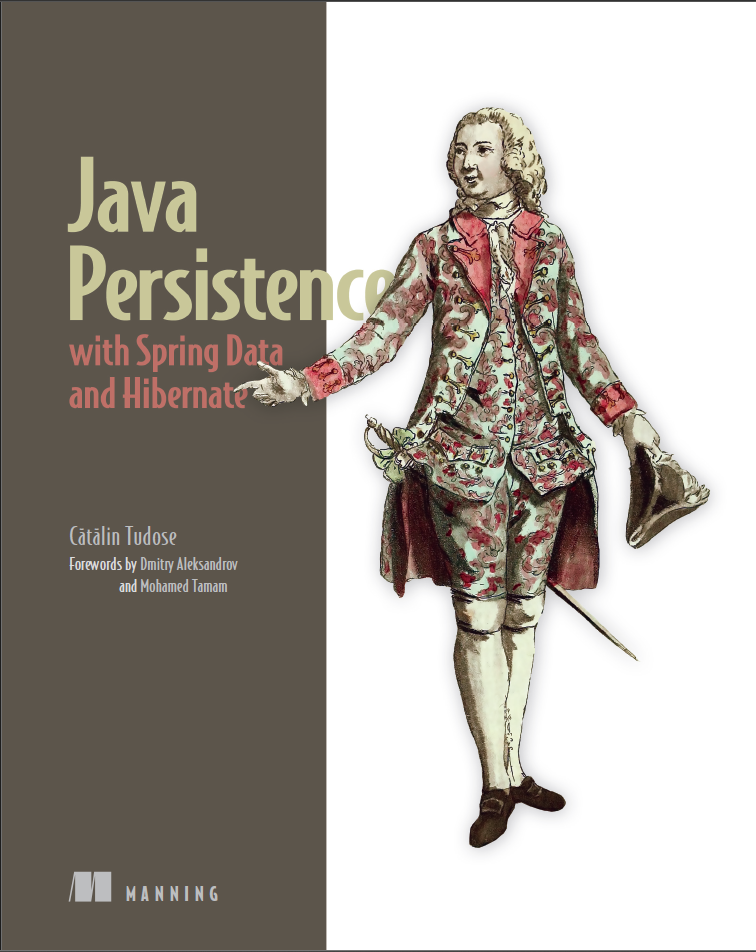 Java
Persistence
with Spring Data
and Hibernate
Cătălin Tudose
Forewords by Dmitry Aleksandrov
and Mohamed Tamam
MANNING